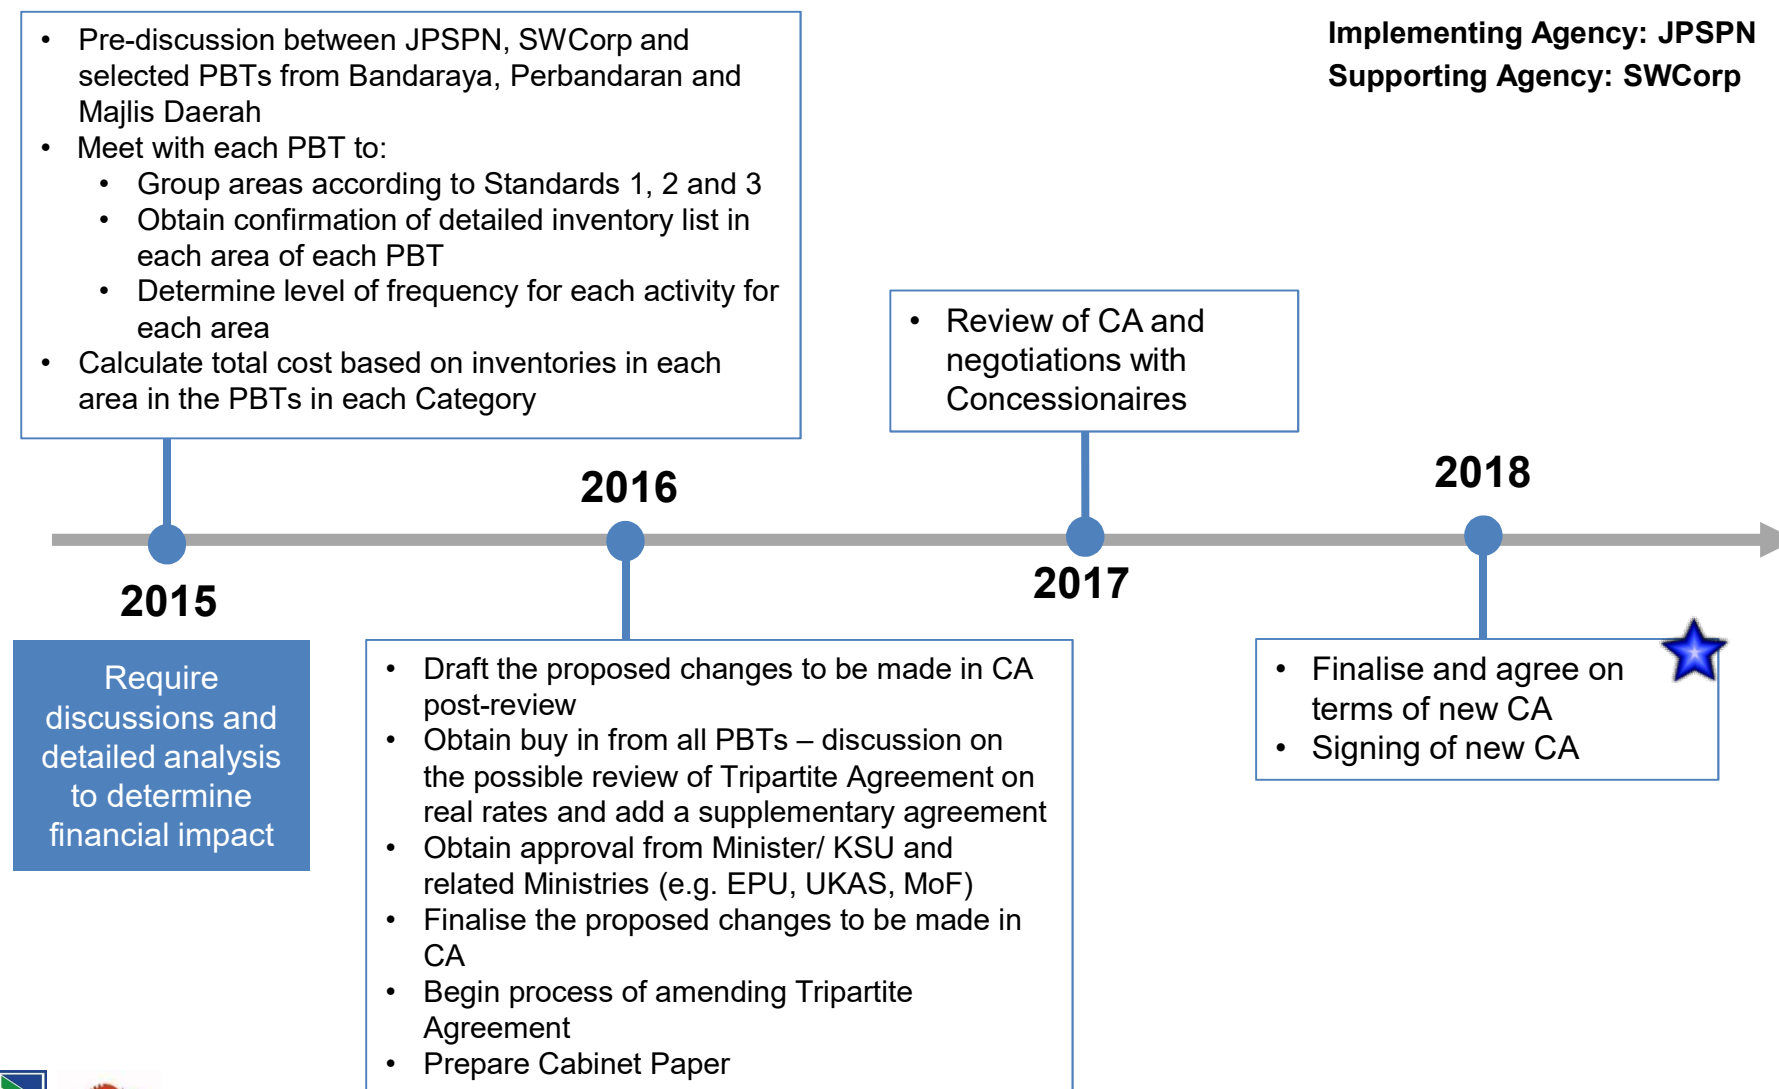 • Pre-discussion between JPSPN, SWCorp and
selected PBTs from Bandaraya, Perbandaran and
Majlis Daerah
• Meet with each PBT to:
• Group areas according to Standards 1, 2 and 3
• Obtain confirmation of detailed inventory list in
each area of each PBT
• Determine level of frequency for each activity for
each area
• Calculate total cost based on inventories in each
area in the PBTs in each Category
Implementing Agency: JPSPN
Supporting Agency: SWCorp
• Review of CA and
negotiations with
Concessionaires
2015
2016
2017
2018
Require
discussions and
detailed analysis
to determine
financial impact
• Draft the proposed changes to be made in CA
post-review
• Obtain buy in from all PBTs – discussion on
the possible review of Tripartite Agreement on
real rates and add a supplementary agreement
• Obtain approval from Minister/ KSU and
related Ministries (e.g. EPU, UKAS, MoF)
• Finalise the proposed changes to be made in
CA
• Begin process of amending Tripartite
Agreement
• Prepare Cabinet Paper
• Finalise and agree on
terms of new CA
• Signing of new CA